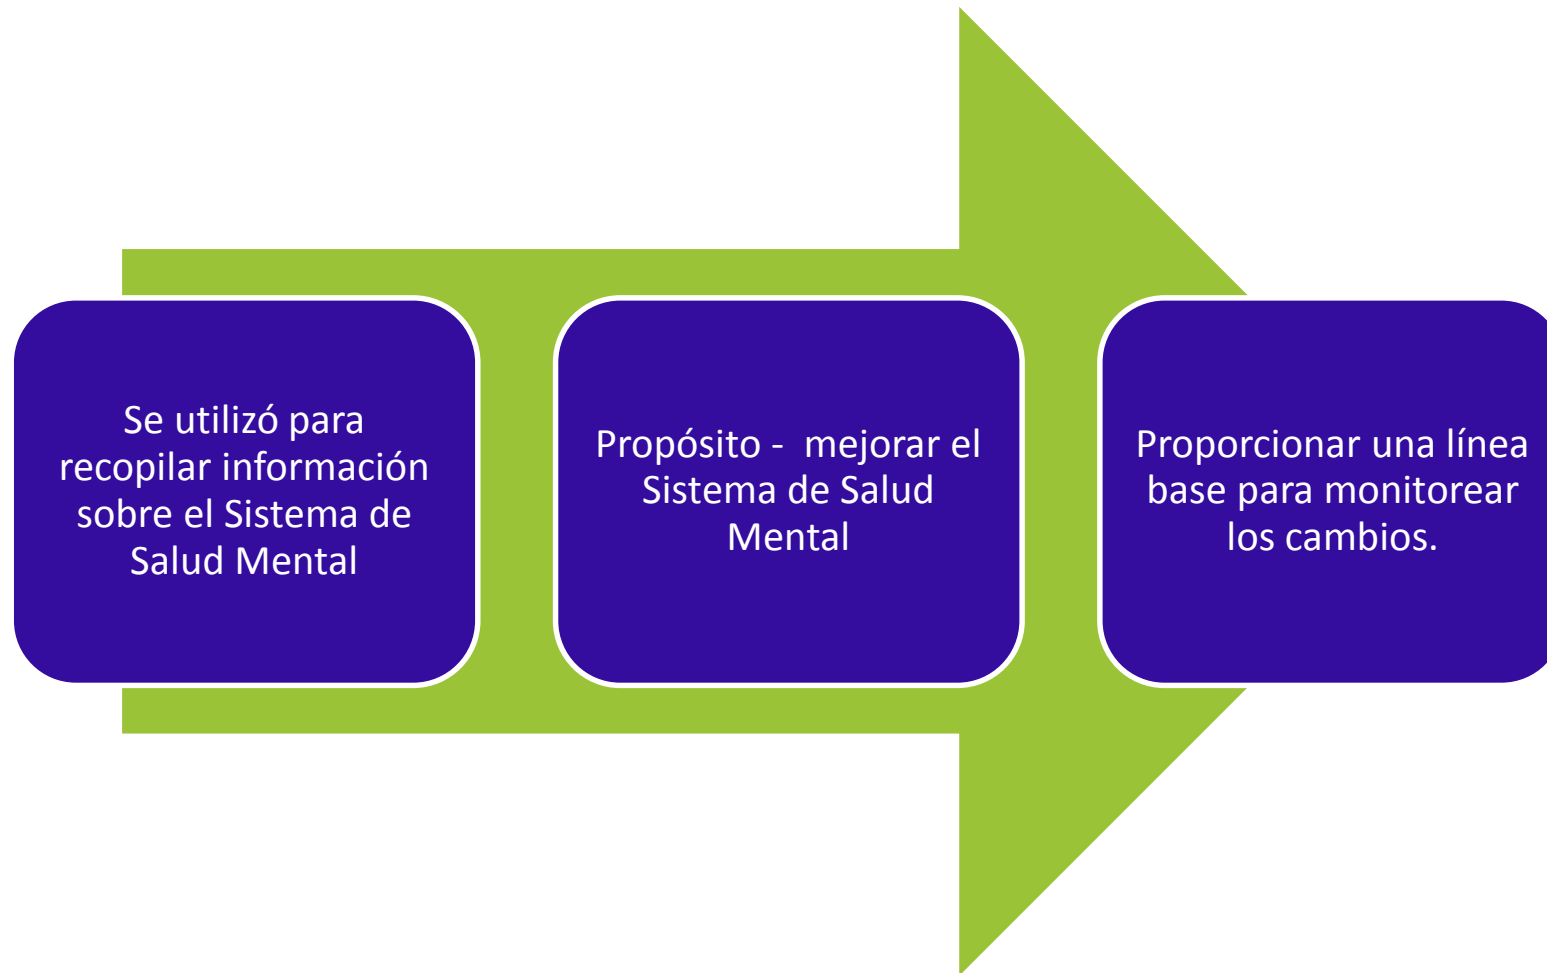 Se utilizó para
recopilar información
sobre el Sistema de
Salud Mental
Propósito -  mejorar el
Sistema de Salud
Mental
Proporcionar una línea
base para monitorear
los cambios.